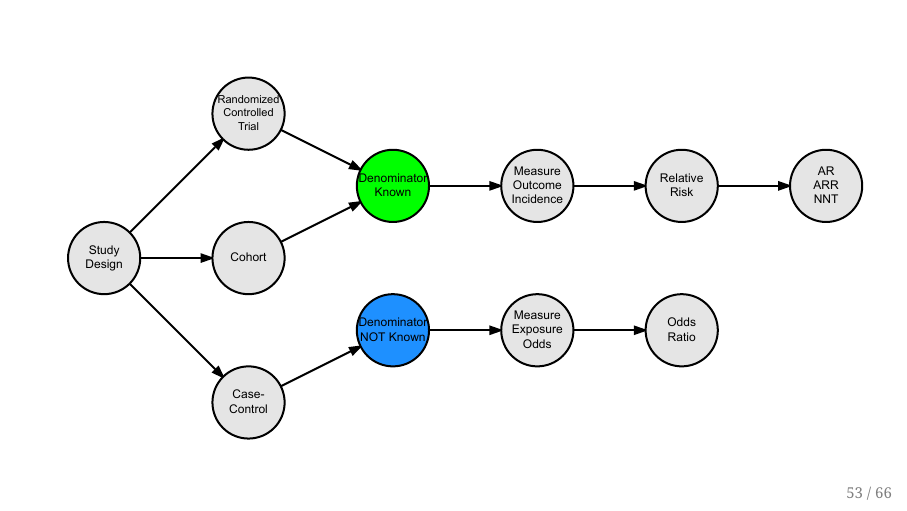 Randomized
Controlled
Trial
Denominator
Known
Measure
Outcome
Incidence
Relative
Risk
AR
ARR
NNT
Study
Design
Cohort
Denominator
NOT Known
Measure
Exposure
Odds
Odds
Ratio
Case-
Control
53 / 66